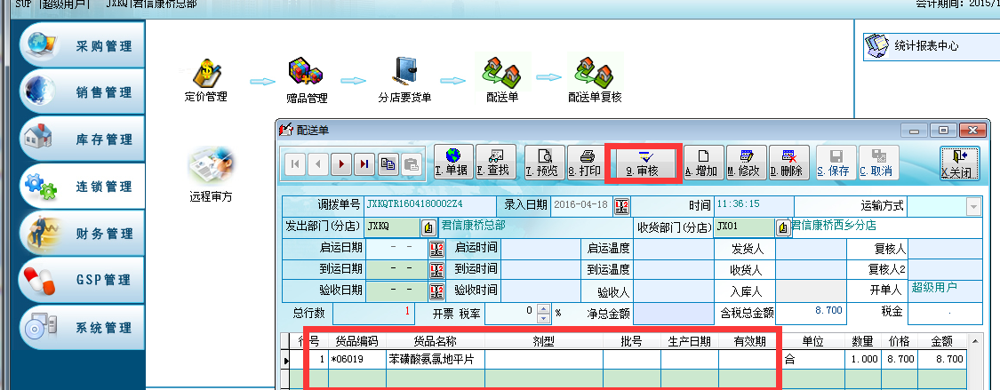 SUP |超级用户| JXKQ|君信康桥总部
会计期间: 2015/1
采购管理
销售管理
库存管理
连锁管理
财务管理
GSP管理
系统管理
定价管理
赠品管理
分店要货单
配送单
配送单复核
远程审方
统计报表中心
配送单
T.单据 F.查找 7.预览 8.打印 9.审核 A.增加 M.修改 D.删除 S.保存 C.取消 X.关闭
调拨单号 JXKQTR1604180002Z4 录入日期 2016-04-18 时间 11:36:15 运输方式
发出部门(分店) JXKQ 君信康桥总部 收货部门(分店) JX01 君信康桥西乡分店
启运日期 - - 启运时间 启运温度 发货人 复核人
到运日期 - - 到运时间 到运温度 收货人 复核人2
验收日期 - - 验收时间 验收人 入库人 开单人 超级用户
总行数 1 开票 税率 0 % 净总金额 含税总金额 8.700 税金 .
行号 货品编码 货品名称 剂型 批号 生产日期 有效期 单位 数量 价格 金额
1 *06019 苯磺酸氨氯地平片 合 1.000 8.700 8.700